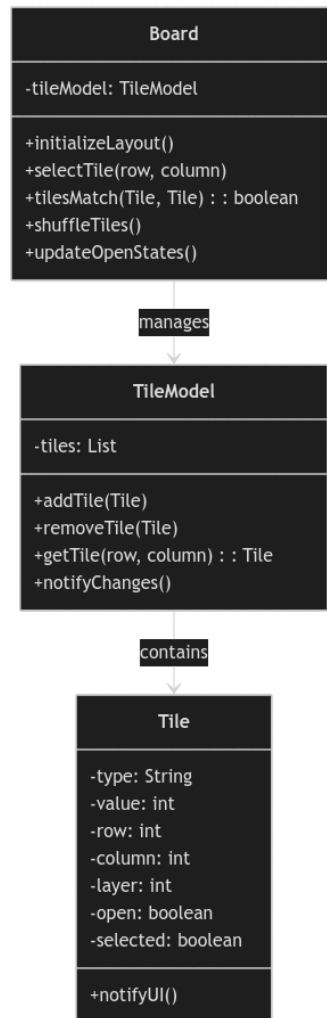 Board
-tileModel: TileModel
+initializeLayout()
+selectTile(row, column)
+tilesMatch(Tile, Tile) : : boolean
+shuffleTiles()
+updateOpenStates()
manages
TileModel
-tiles: List
+addTile(Tile)
+removeTile(Tile)
+getTile(row, column) : : Tile
+notifyChanges()
contains
Tile
-type: String
-value: int
-row: int
-column: int
-layer: int
-open: boolean
-selected: boolean
+notifyUI()